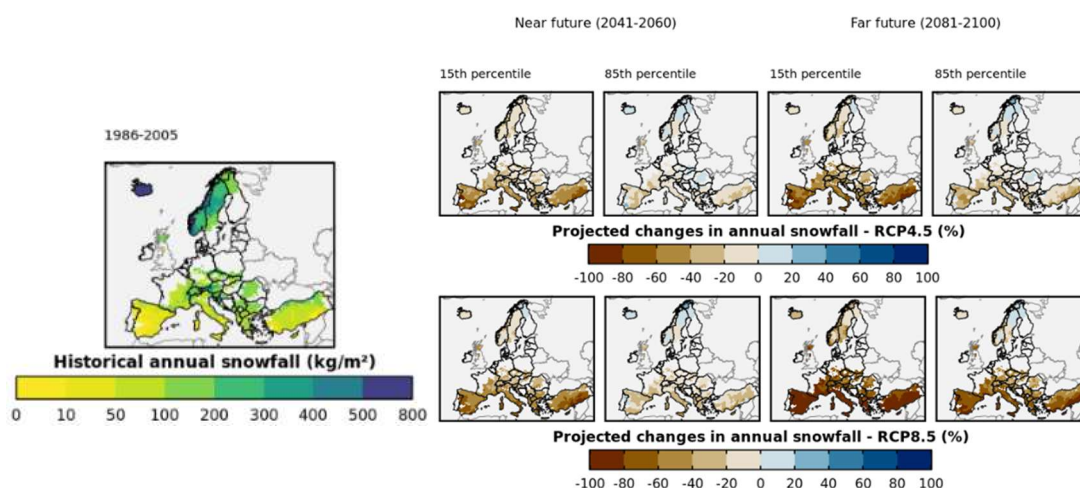 Near future (2041-2060) Far future (2081-2100)
15th percentile 85th percentile 15th percentile 85th percentile
1986-2005
Projected changes in annual snowfall - RCP4.5 (%)
-100 -80 -60 -40 -20 0 20 40 60 80 100
Historical annual snowfall (kg/m²)
0 10 50 100 200 300 400 500 800
Projected changes in annual snowfall - RCP8.5 (%)
-100 -80 -60 -40 -20 0 20 40 60 80 100